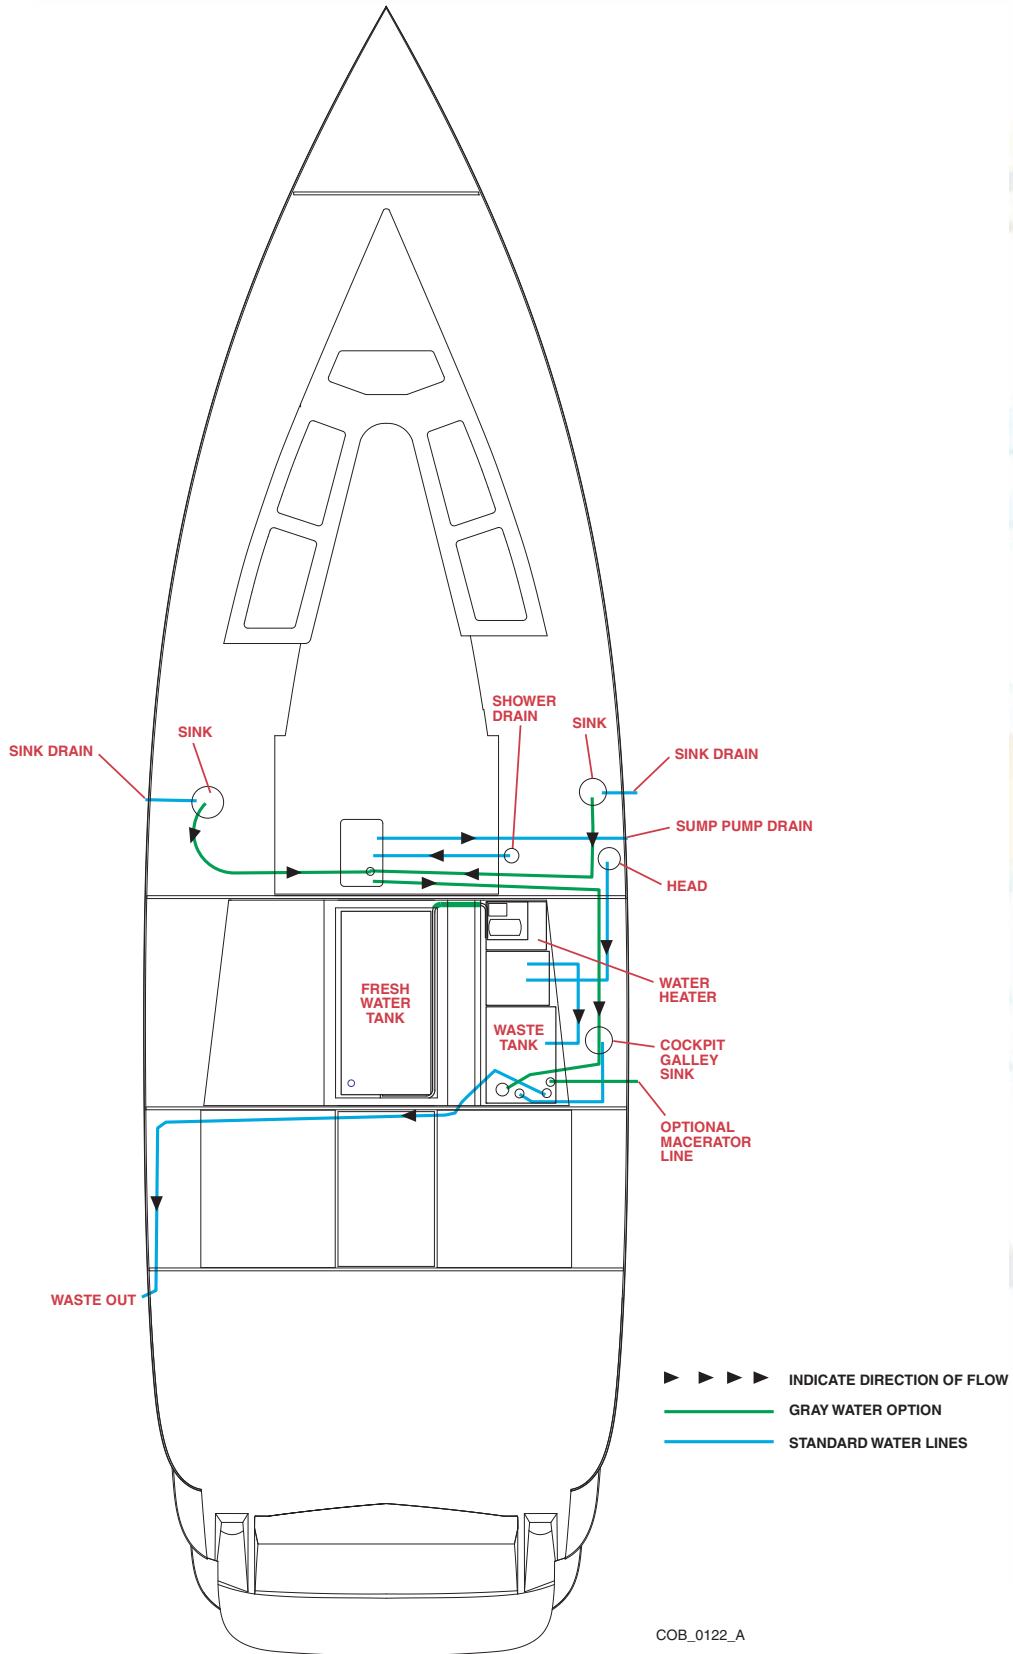 SHOWER
DRAIN
SINK
SINK
SINK DRAIN
SINK DRAIN
SUMP PUMP DRAIN
HEAD
WATER
HEATER
FRESH
WATER
TANK
WASTE
TANK
COCKPIT
GALLEY
SINK
OPTIONAL
MACERATOR
LINE
WASTE OUT
INDICATE DIRECTION OF FLOW
GRAY WATER OPTION
STANDARD WATER LINES
COB_0122_A